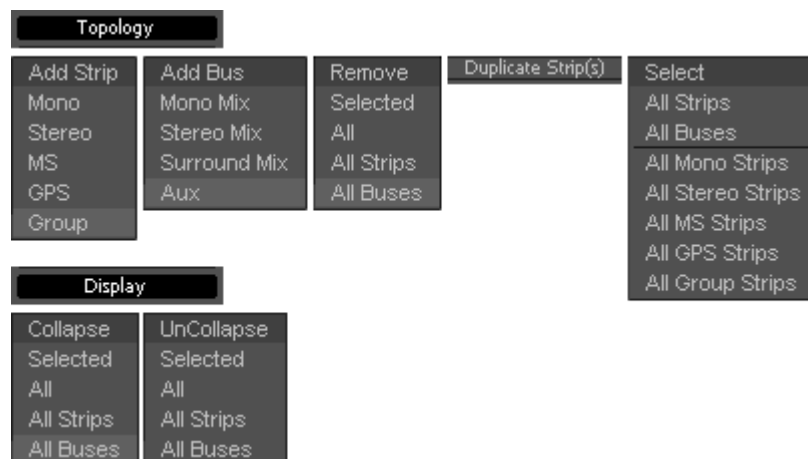 Topology
Add Strip
Mono
Stereo
MS
GPS
Group
Add Bus
Mono Mix
Stereo Mix
Surround Mix
Aux
Remove
Selected
All
All Strips
All Buses
Duplicate Strip(s)
Select
All Strips
All Buses
All Mono Strips
All Stereo Strips
All MS Strips
All GPS Strips
All Group Strips
Display
Collapse
Selected
All
All Strips
All Buses
UnCollapse
Selected
All
All Strips
All Buses